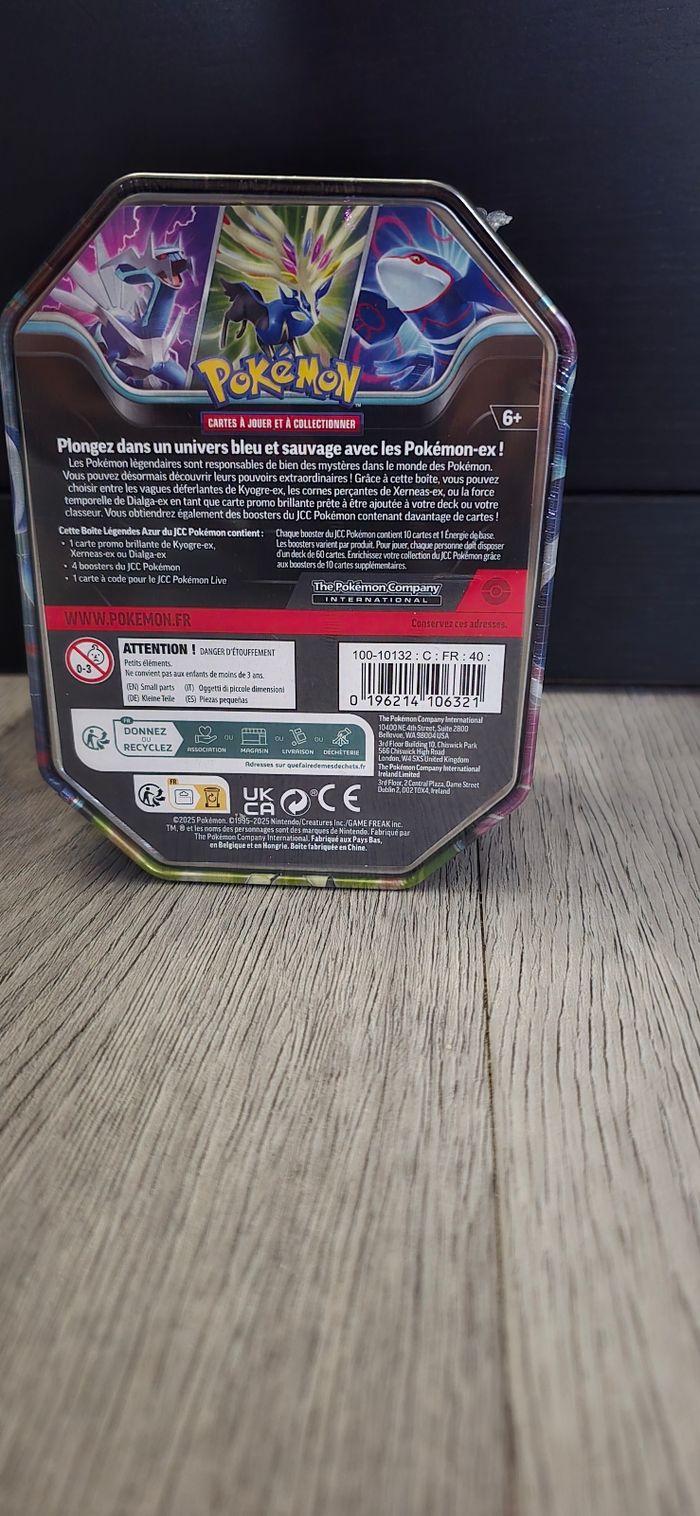 POKÉMON
CARTES À JOUER ET À COLLECTIONNER
6+
Plongez dans un univers bleu et sauvage avec les Pokémon-ex !
Les Pokémon légendaires sont responsables de bien des mystères dans le monde des Pokémon.
Vous pouvez désormais découvrir leurs pouvoirs extraordinaires ! Grâce à cette boîte, vous pouvez
choisir entre les vagues déferlantes de Kyogre-ex, les cornes perçantes de Xerneas-ex, ou la force
temporelle de Dialga-ex en tant que carte promo brillante prête à être ajoutée à votre deck ou votre
classeur. Vous obtiendrez également des boosters du JCC Pokémon contenant davantage de cartes !
Cette Boîte Légendes Azur du JCC Pokémon contient :
• 1 carte promo brillante de Kyogre-ex,
Xerneas-ex ou Dialga-ex
• 4 boosters du JCC Pokémon
• 1 carte à code pour le JCC Pokémon Live
Chaque booster du JCC Pokémon contient 10 cartes et 1 Énergie de base.
Les boosters varient par produit. Pour jouer, chaque personne doit disposer
d'un deck de 60 cartes. Enrichissez votre collection du JCC Pokémon grâce
aux boosters de 10 cartes supplémentaires.
The Pokémon Company
INTERNATIONAL
WWW.POKEMON.FR
Conservez ces adresses.
0-3
ATTENTION ! DANGER D'ÉTOUFFEMENT
Petits éléments.
Ne convient pas aux enfants de moins de 3 ans.
(EN) Small parts (IT) Oggetti di piccole dimensioni
(DE) Kleine Teile (ES) Piezas pequeñas
100-10132 : C : FR : 40 :
0 196214 106321
FR
DONNEZ
OU
RECYCLEZ
ASSOCIATION OU MAGASIN OU LIVRAISON OU DÉCHÈTERIE
Adresses sur quefairedemesdechets.fr
The Pokémon Company International
10400 NE 4th Street, Suite 2800
Bellevue, WA 98004 USA
3rd Floor Building 10, Chiswick Park
566 Chiswick High Road
London, W4 5XS United Kingdom
The Pokémon Company International
Ireland Limited
3rd Floor, 2 Central Plaza, Dame Street
Dublin 2, D02 T0X4, Ireland
FR
UK
CA
® CE
©2025 Pokémon. ©1995–2025 Nintendo/Creatures Inc./GAME FREAK inc.
TM, ® et les noms des personnages sont des marques de Nintendo. Fabriqué par
The Pokémon Company International. Fabriqué aux Pays Bas,
en Belgique et en Hongrie. Boîte fabriquée en Chine.